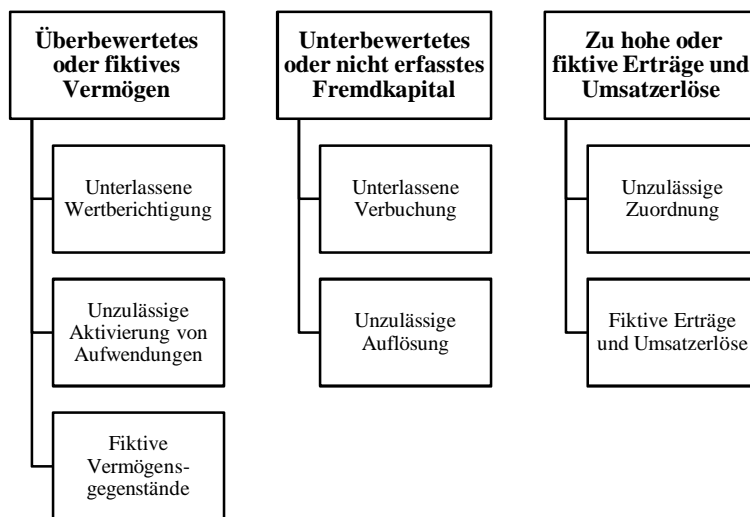 Überbewertetes
oder fiktives
Vermögen
Unterlassene
Wertberichtigung
Unzulässige
Aktivierung von
Aufwendungen
Fiktive
Vermögens-
gegenstände
Unterbewertetes
oder nicht erfasstes
Fremdkapital
Unterlassene
Verbuchung
Unzulässige
Auflösung
Zu hohe oder
fiktive Erträge und
Umsatzerlöse
Unzulässige
Zuordnung
Fiktive Erträge
und Umsatzerlöse